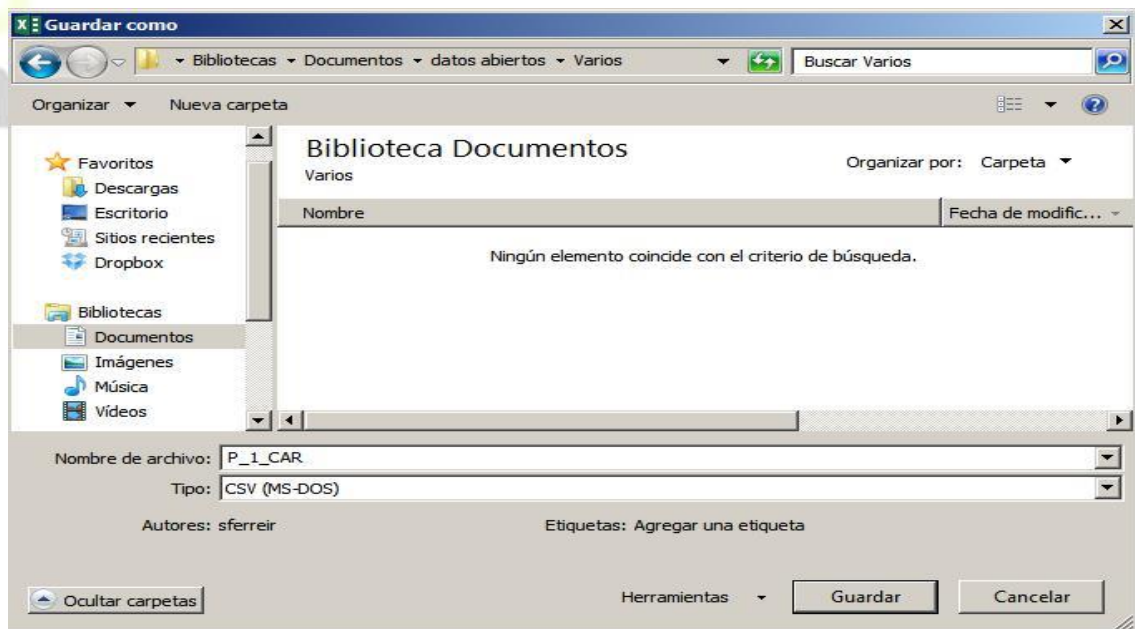 Guardar como
Bibliotecas Documentos datos abiertos Varios Buscar Varios
Organizar Nueva carpeta
Favoritos
Descargas
Escritorio
Sitios recientes
Dropbox
Bibliotecas
Documentos
Imágenes
Música
Vídeos
Biblioteca Documentos
Varios
Organizar por: Carpeta
Nombre Fecha de modific...
Ningún elemento coincide con el criterio de búsqueda.
Nombre de archivo: P_1_CAR
Tipo: CSV (MS-DOS)
Autores: sferreir Etiquetas: Agregar una etiqueta
Ocultar carpetas Herramientas Guardar Cancelar